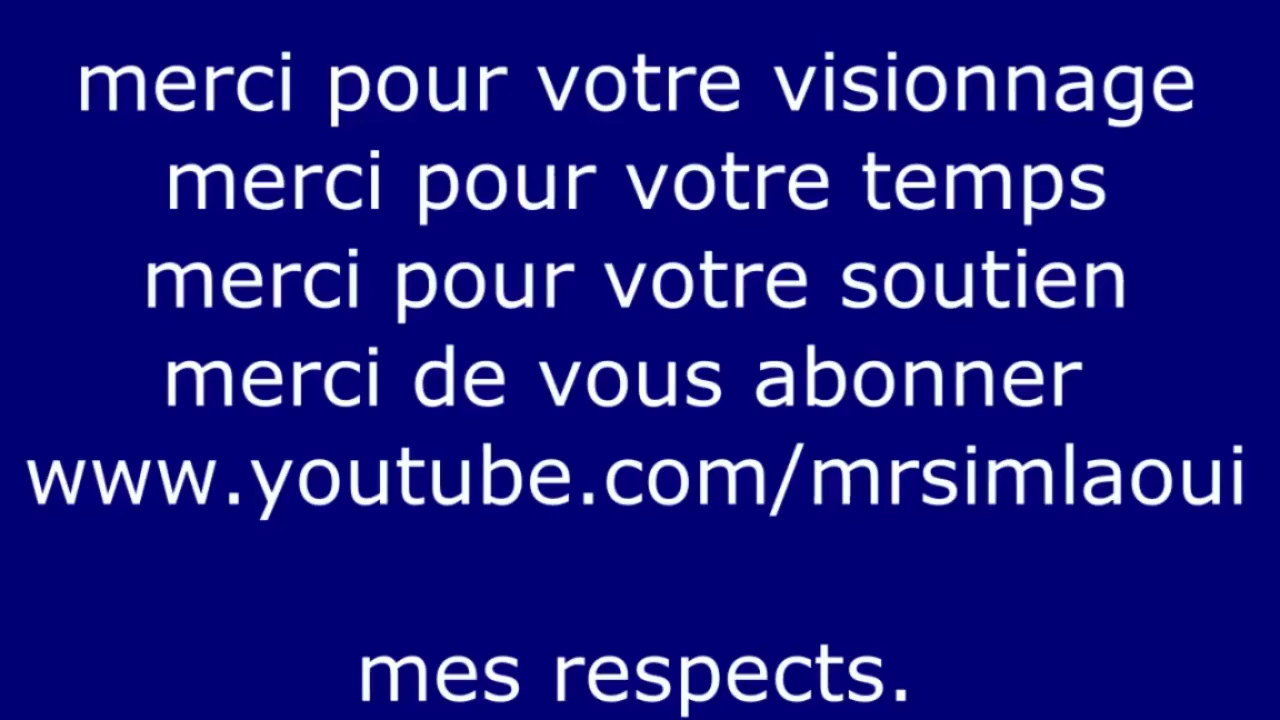 merci pour votre visionnage
merci pour votre temps
merci pour votre soutien
merci de vous abonner
www.youtube.com/mrsimlaoui
mes respects.